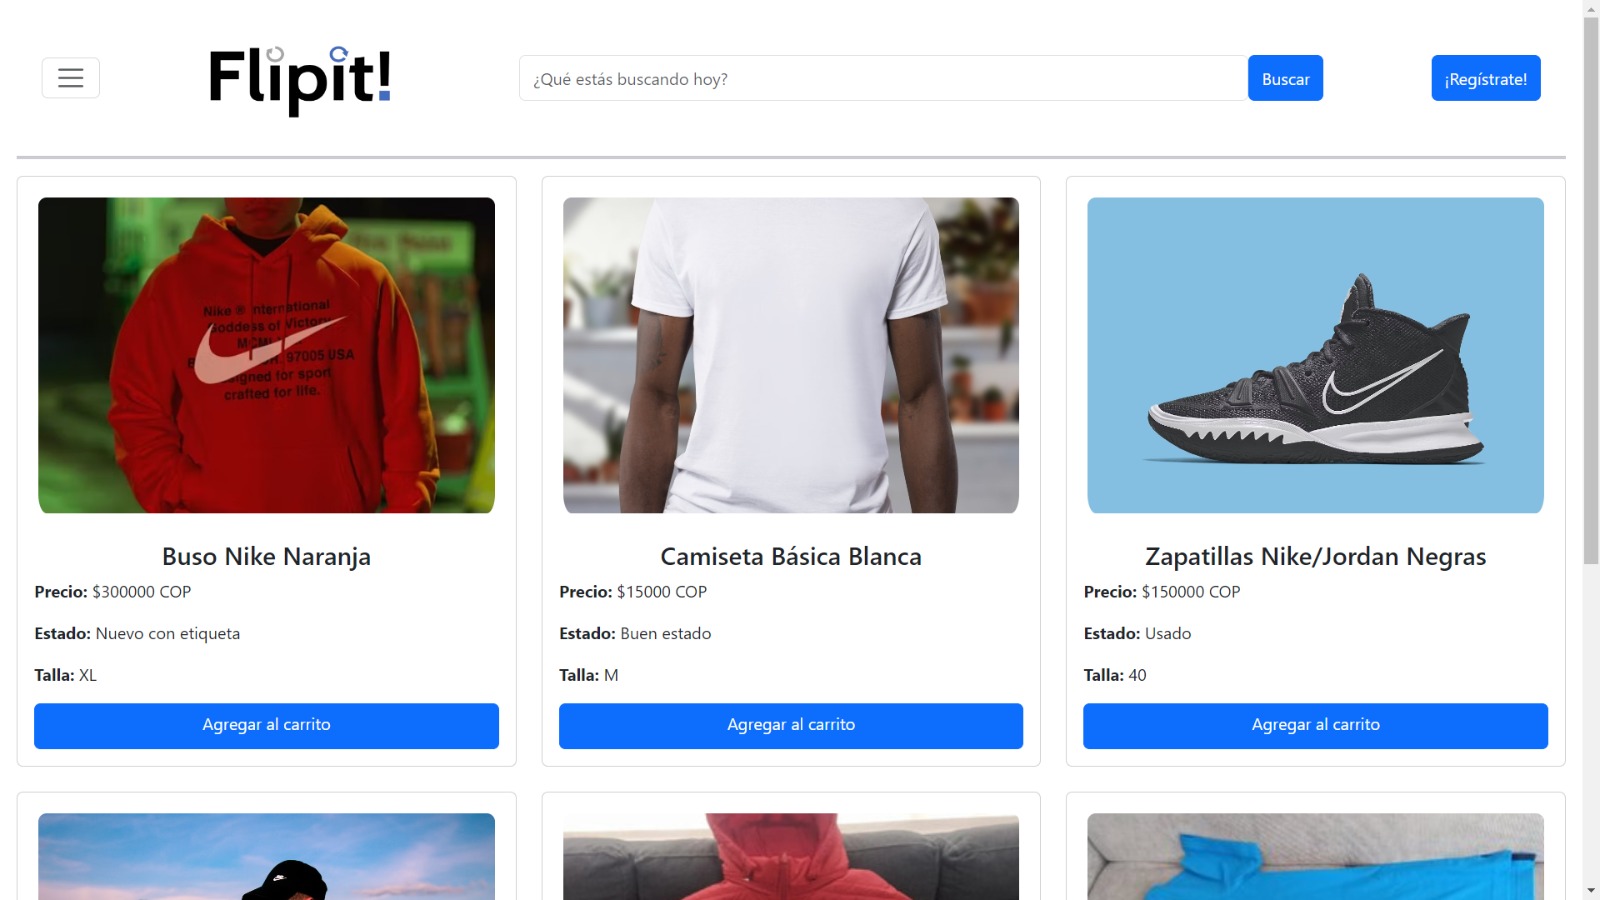 Flipit!
¿Qué estás buscando hoy?
Buscar
¡Regístrate!
Nike ® International
Goddess of Victory
97005 USA
signed for sport
crafted for life.
Buso Nike Naranja
Precio: $300000 COP
Estado: Nuevo con etiqueta
Talla: XL
Agregar al carrito
Camiseta Básica Blanca
Precio: $15000 COP
Estado: Buen estado
Talla: M
Agregar al carrito
Zapatillas Nike/Jordan Negras
Precio: $150000 COP
Estado: Usado
Talla: 40
Agregar al carrito